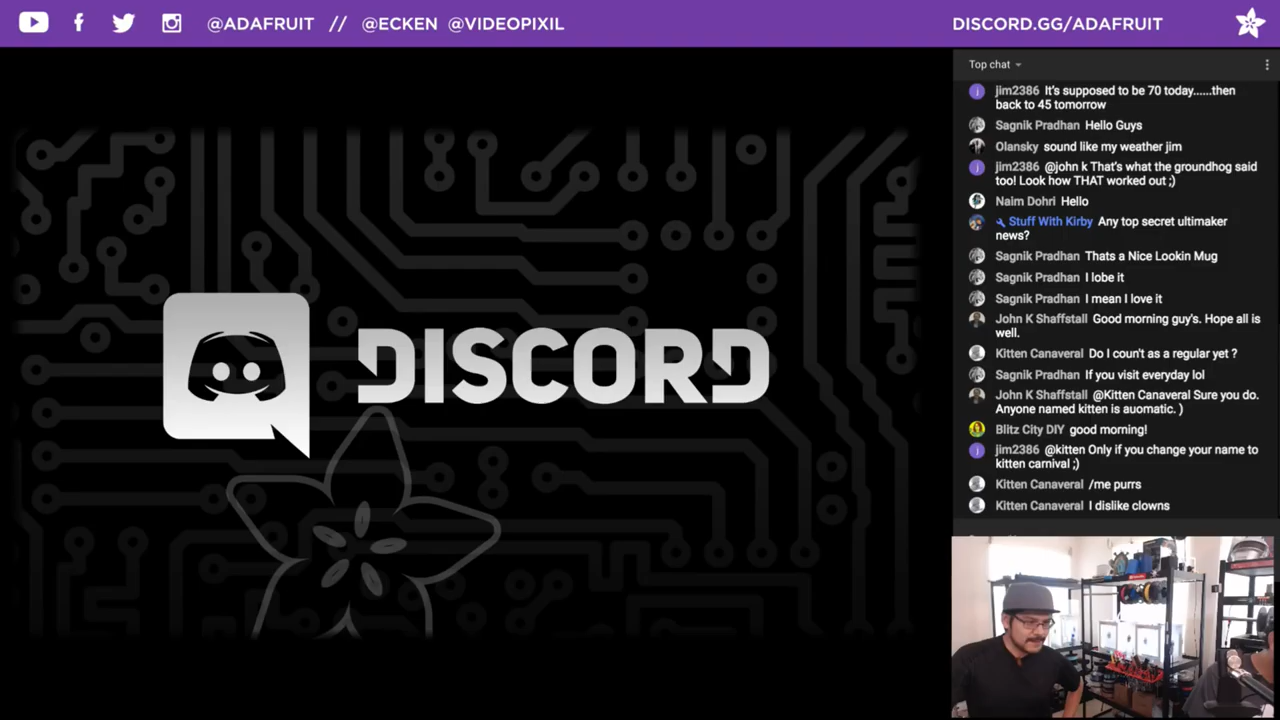 @ADAFRUIT // @ECKEN @VIDEOPIXIL
DISCORD.GG/ADAFRUIT
Top chat
jim2386 It's supposed to be 70 today......then
back to 45 tomorrow
Sagnik Pradhan Hello Guys
Olansky sound like my weather jim
jim2386 @john k That's what the groundhog said
too! Look how THAT worked out ;)
Naim Dohri Hello
Stuff With Kirby Any top secret ultimaker
news?
Sagnik Pradhan Thats a Nice Lookin Mug
Sagnik Pradhan I lobe it
Sagnik Pradhan I mean I love it
John K Shaffstall Good morning guy's. Hope all is
well.
Kitten Canaveral Do I coun't as a regular yet ?
Sagnik Pradhan If you visit everyday lol
John K Shaffstall @Kitten Canaveral Sure you do.
Anyone named kitten is auomatic. )
Blitz City DIY good morning!
jim2386 @kitten Only if you change your name to
kitten carnival ;)
Kitten Canaveral /me purrs
Kitten Canaveral I dislike clowns
DISCORD